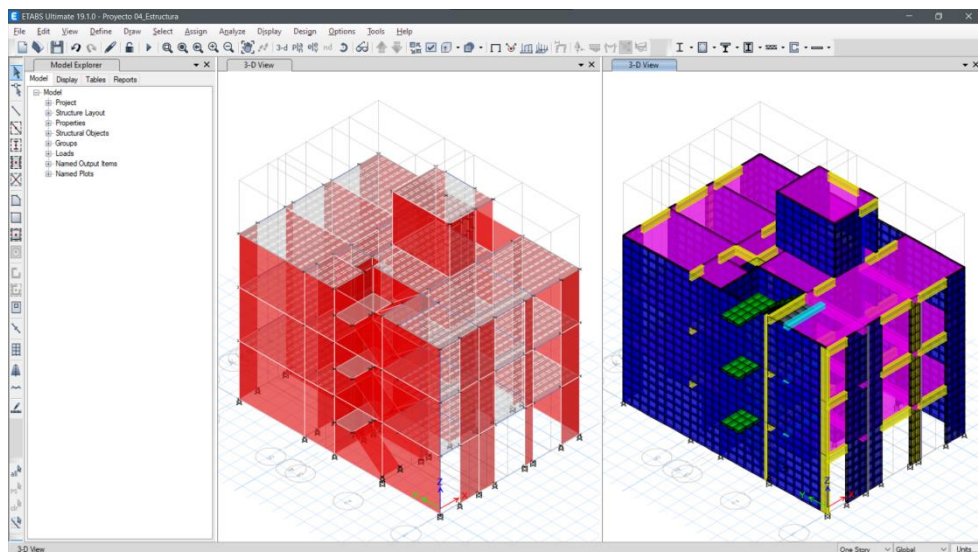 ETABS Ultimate 19.1.0 - Proyecto 04_Estructura
File Edit View Define Draw Select Assign Analyze Display Design Options Tools Help
3-d
Model Explorer
Model Display Tables Reports
Model
Project
Structure Layout
Properties
Structural Objects
Groups
Loads
Named Output Items
Named Plots
3-D View
Z
X
3-D View
Z
X
3-D View
One Story Global Units